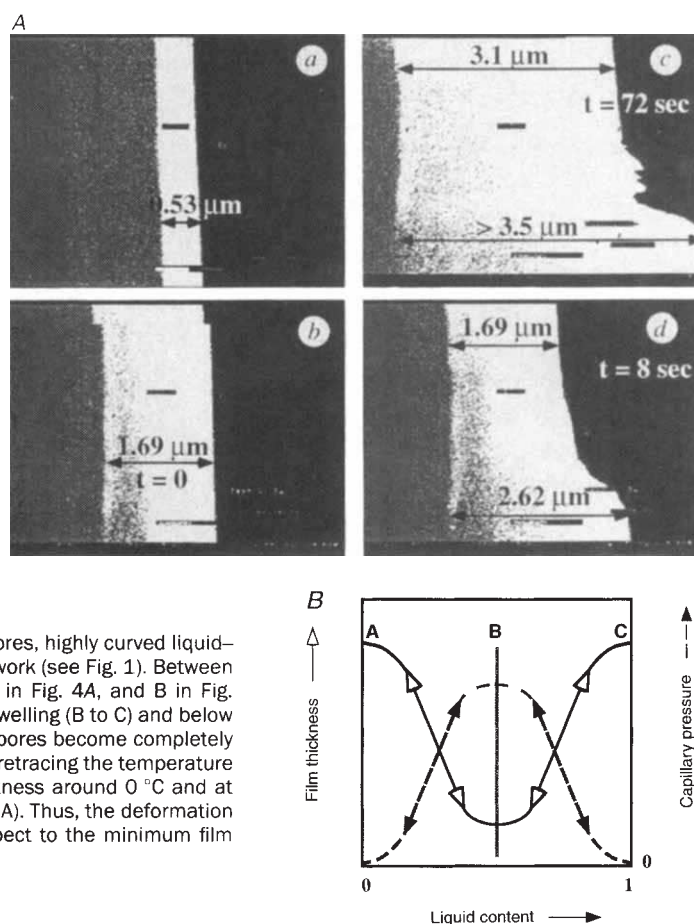 A
a
c
3.1 μm
t = 72 sec
.53 μm
> 3.5 μm
b
d
1.69 μm
t = 0
1.69 μm
t = 8 sec
2.62 μm
ores, highly curved liquid–
work (see Fig. 1). Between
in Fig. 4A, and B in Fig.
welling (B to C) and below
pores become completely
retracing the temperature
kness around 0 °C and at
A). Thus, the deformation
pect to the minimum film
B
A B C
Film thickness
Capillary pressure
0
0 1
Liquid content